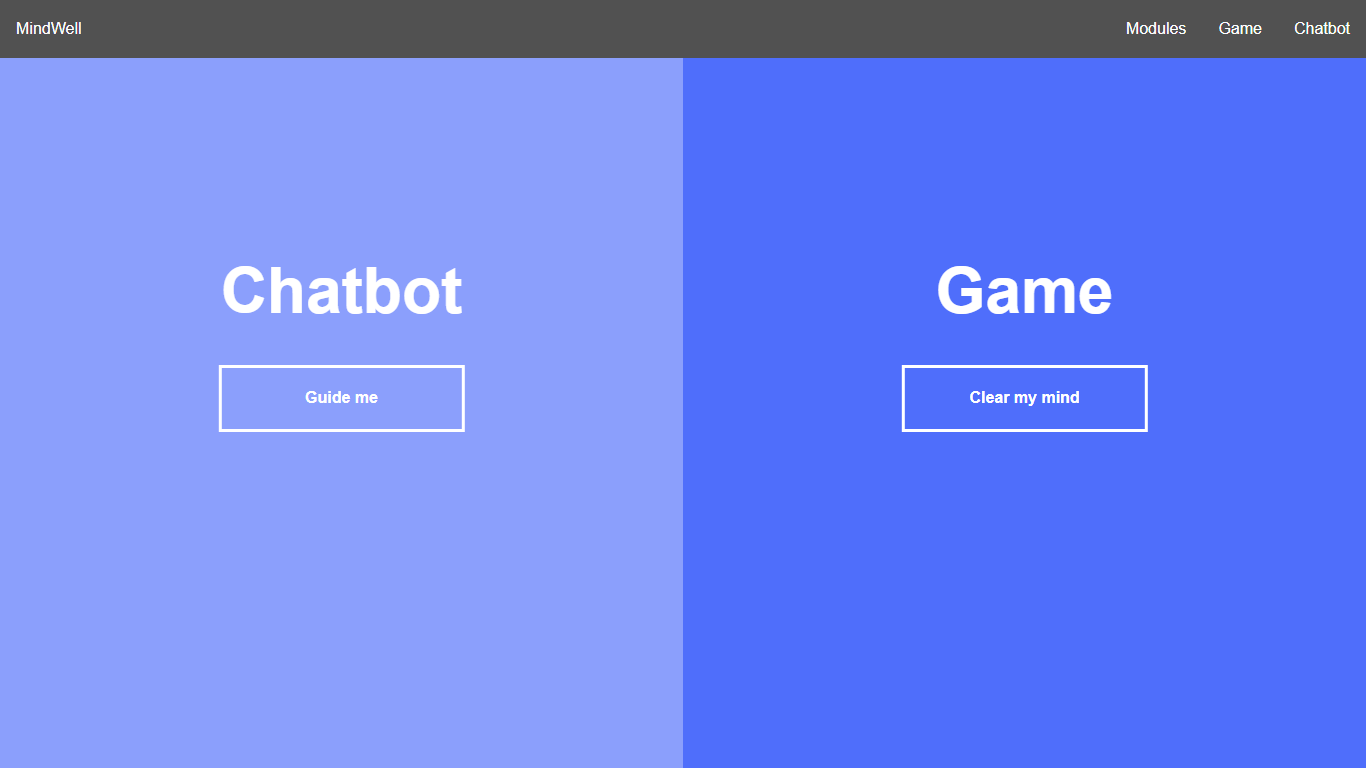 MindWell
Modules Game Chatbot
Chatbot
Guide me
Game
Clear my mind